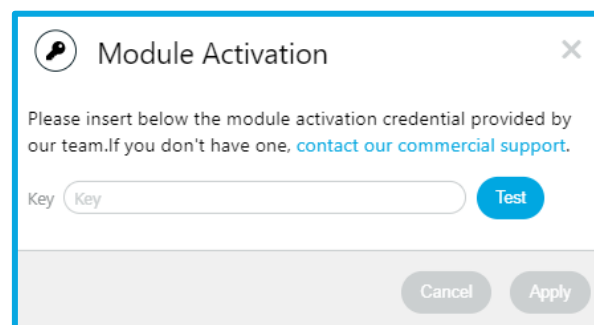 Module Activation
Please insert below the module activation credential provided by
our team.If you don't have one, contact our commercial support.
Key Key Test
Cancel Apply